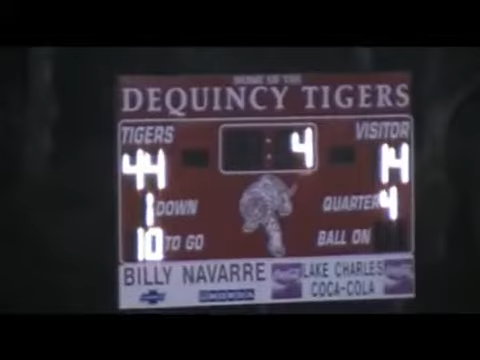 HOME OF THE
DEQUINCY TIGERS
TIGERS VISITOR
4
44 14
1 DOWN QUARTER 4
10 TO GO BALL ON
BILLY NAVARRE
LAKE CHARLES
COCA-COLA